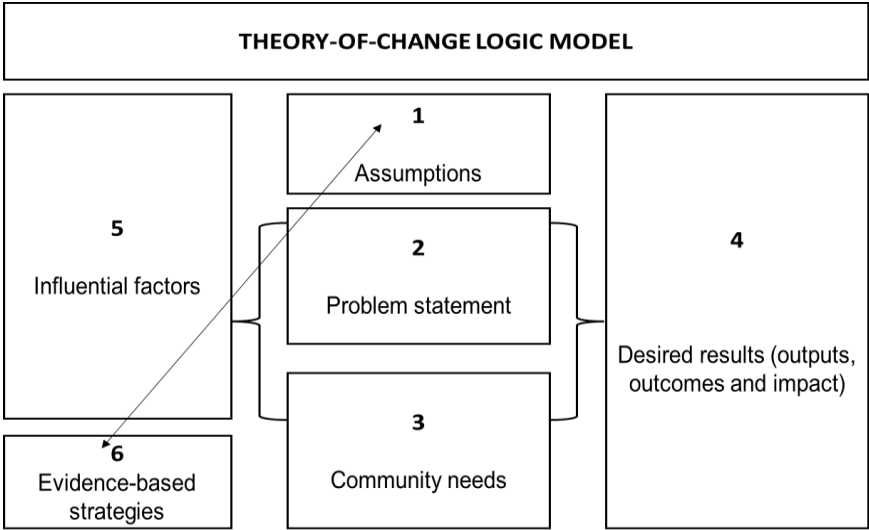 THEORY-OF-CHANGE LOGIC MODEL
1
Assumptions
2
Problem statement
3
Community needs
4
Desired results (outputs,
outcomes and impact)
5
Influential factors
6
Evidence-based
strategies